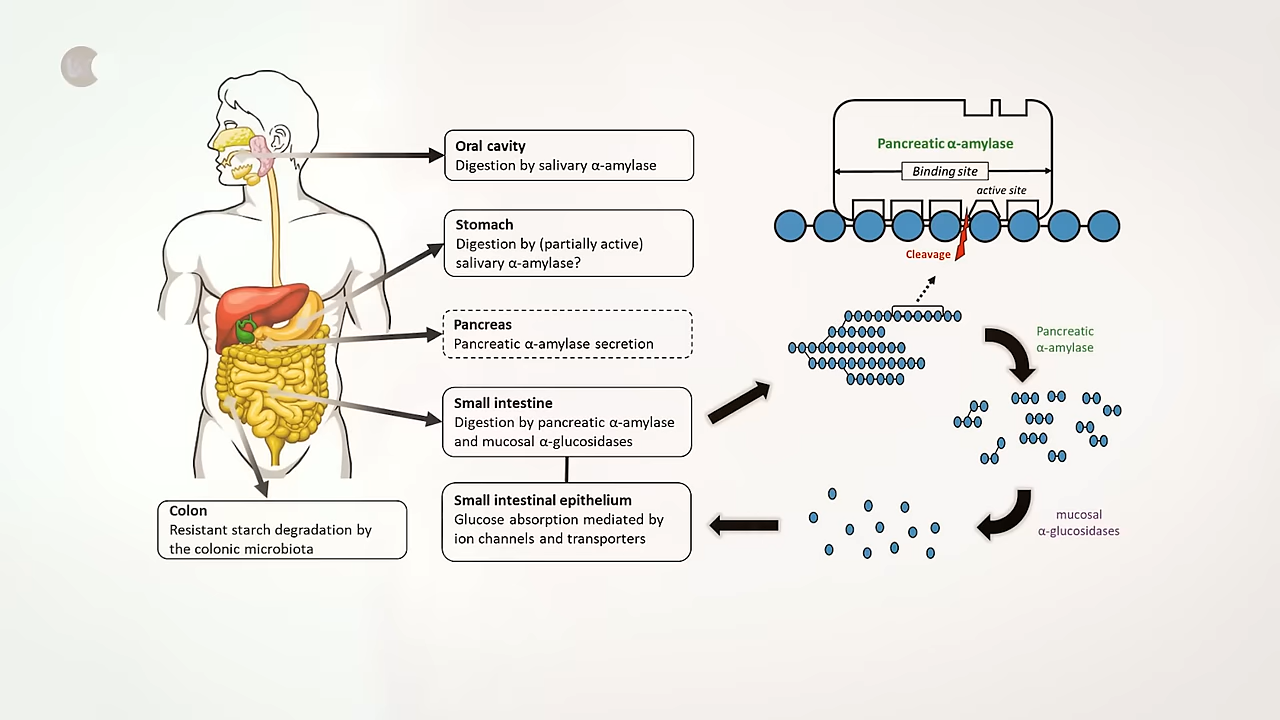 Oral cavity
Digestion by salivary α-amylase
Stomach
Digestion by (partially active)
salivary α-amylase?
Pancreas
Pancreatic α-amylase secretion
Small intestine
Digestion by pancreatic α-amylase
and mucosal α-glucosidases
Small intestinal epithelium
Glucose absorption mediated by
ion channels and transporters
Colon
Resistant starch degradation by
the colonic microbiota
Pancreatic α-amylase
Binding site
active site
Cleavage
Pancreatic
α-amylase
mucosal
α-glucosidases